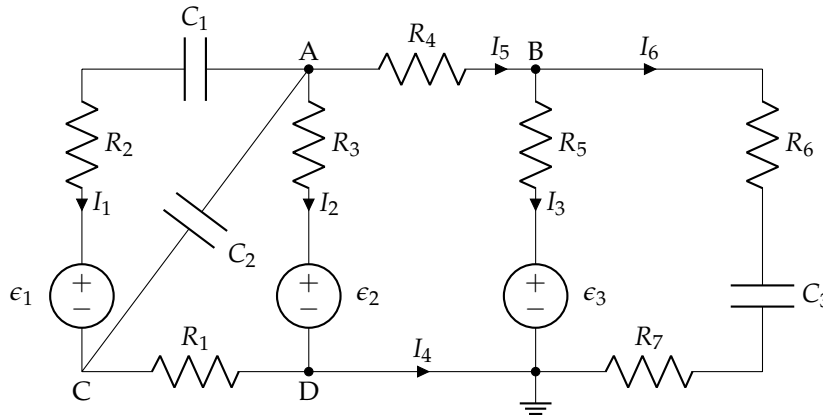 C₁
A R₄ I₅ B I₆
R₂ R₃ R₅ R₆
I₁ I₂ I₃
C₂
ϵ₁ + − ϵ₂ + − ϵ₃ + − C₃
R₁ I₄ R₇
C D